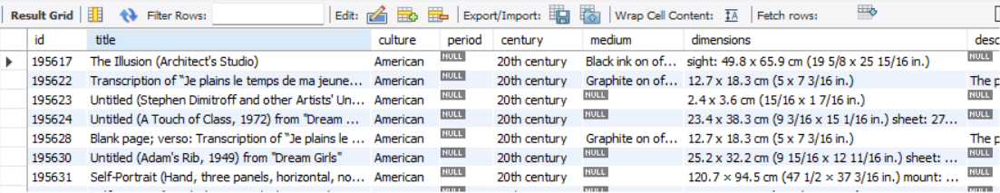 Result Grid Filter Rows: Edit: Export/Import: Wrap Cell Content: IA Fetch rows:
id title culture period century medium dimensions desc
195617 The Illusion (Architect's Studio) American NULL 20th century Black ink on of... sight: 49.8 x 65.9 cm (19 5/8 x 25 15/16 in.) NULL
195622 Transcription of “Je plains le temps de ma jeune... American NULL 20th century Graphite on of... 12.7 x 18.3 cm (5 x 7 3/16 in.) The p
195623 Untitled (Stephen Dimitroff and other Artists' Un... American NULL 20th century NULL 2.4 x 3.6 cm (15/16 x 1 7/16 in.) NULL
195624 Untitled (A Touch of Class, 1972) from "Dream ... American NULL 20th century NULL 23.4 x 38.3 cm (9 3/16 x 15 1/16 in.) sheet: 27... NULL
195628 Blank page; verso: Transcription of “Je plains le ... American NULL 20th century Graphite on of... 12.7 x 18.3 cm (5 x 7 3/16 in.) The p
195630 Untitled (Adam's Rib, 1949) from "Dream Girls" American NULL 20th century NULL 25.2 x 32.2 cm (9 15/16 x 12 11/16 in.) sheet: ... NULL
195631 Self-Portrait (Hand, three panels, horizontal, no... American NULL 20th century NULL 120.7 × 94.5 cm (47 1/2 × 37 3/16 in.) mount: ... NULL